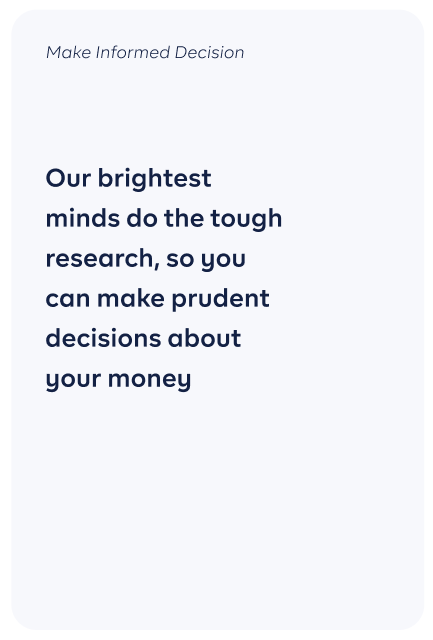 Make Informed Decision
Our brightest
minds do the tough
research, so you
can make prudent
decisions about
your money